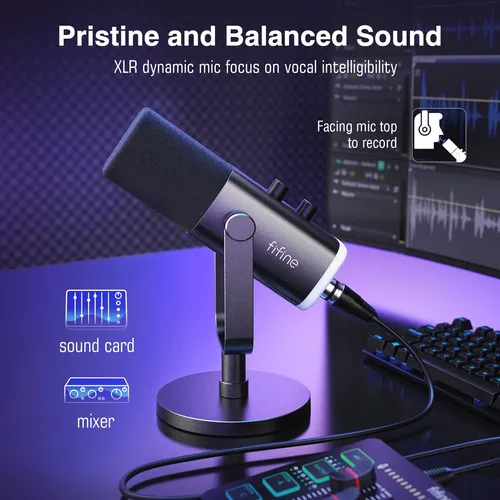 Pristine and Balanced Sound
XLR dynamic mic focus on vocal intelligibility
Facing mic top
to record
fifine
sound card
mixer